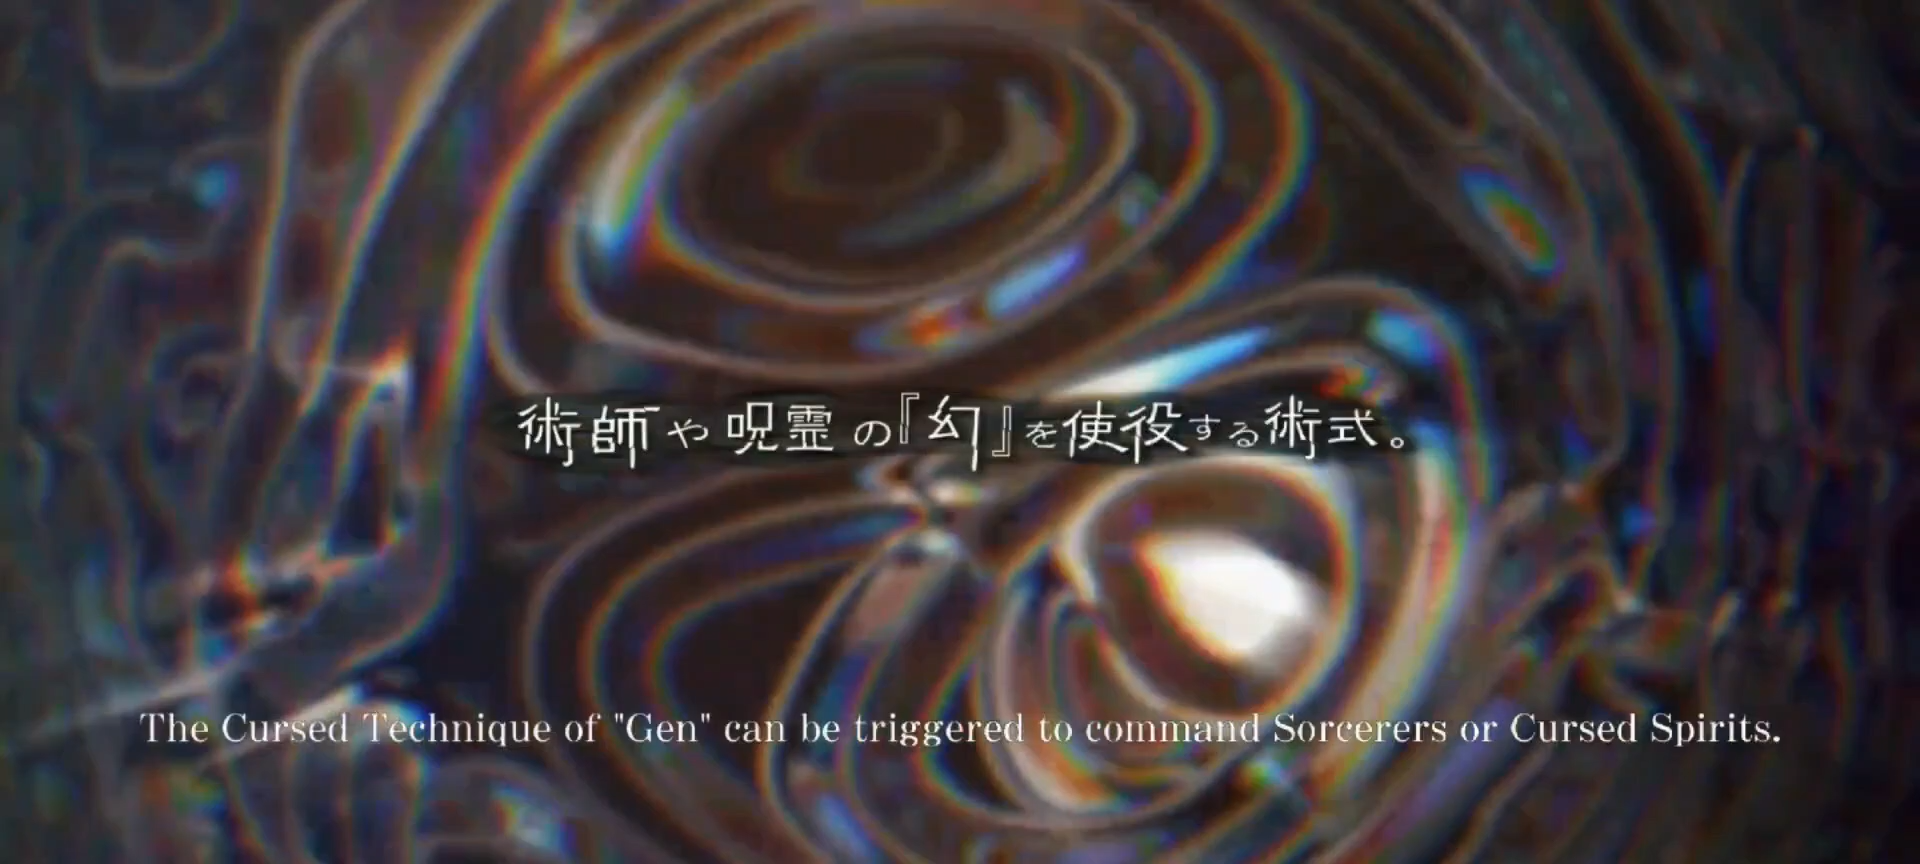 術師や呪霊の『幻』を使役する術式。
The Cursed Technique of "Gen" can be triggered to command Sorcerers or Cursed Spirits.